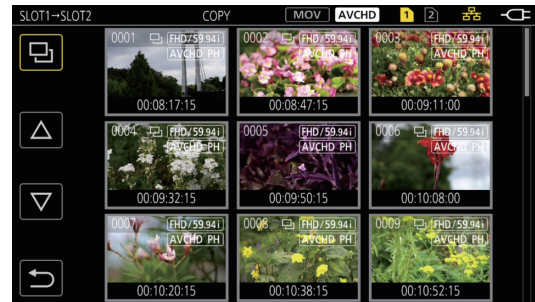 SLOT1→SLOT2 COPY MOV AVCHD 1 2
0001 FHD/59.94i AVCHD PH
00:08:17:15
0002 FHD/59.94i AVCHD PH
00:08:47:15
0003 FHD/59.94i AVCHD PH
00:09:11:00
0004 FHD/59.94i AVCHD PH
00:09:32:15
0005 FHD/59.94i AVCHD PH
00:09:50:15
0006 FHD/59.94i AVCHD PH
00:10:08:00
0007 FHD/59.94i AVCHD PH
00:10:20:15
0008 FHD/59.94i AVCHD PH
00:10:38:15
0009 FHD/59.94i AVCHD PH
00:10:52:15